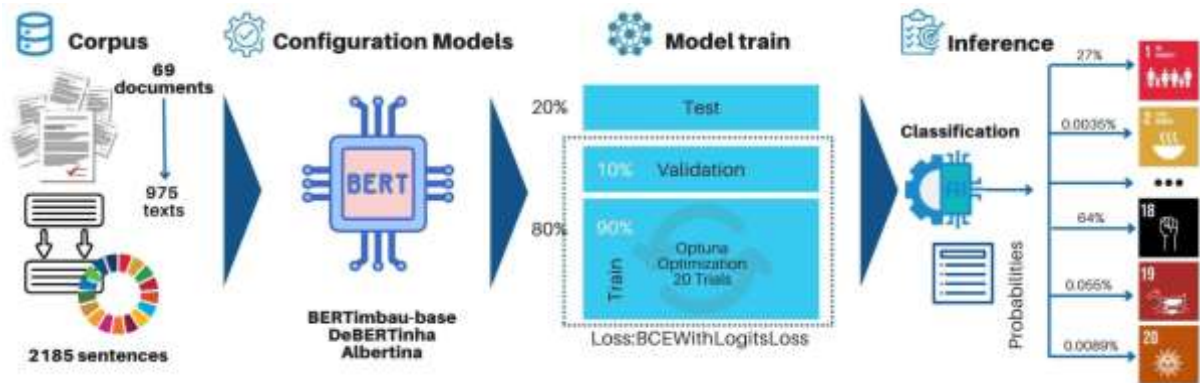 Corpus
69
documents
975
texts
2185 sentences
Configuration Models
BERT
BERTimbau-base
DeBERTinha
Albertina
Model train
20%
Test
10%
Validation
80%
90%
Train
Optuna
Optimization
20 Trials
Loss:BCEWithLogitsLoss
Inference
Classification
AI
Probabilities
27%
1
0.0035%
2
•••
64%
18
0.055%
19
0.0089%
20